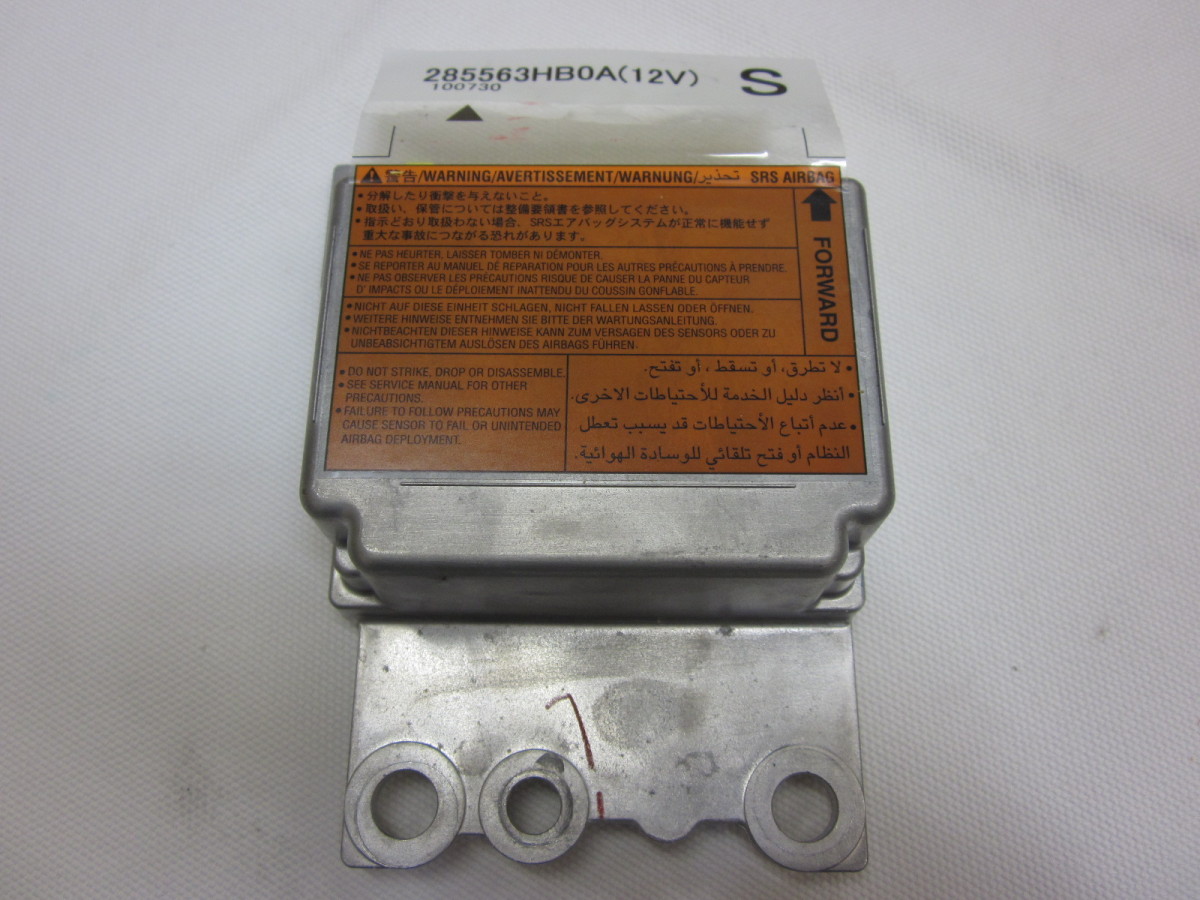 285563HB0A(12V) S
100730
警告/WARNING/AVERTISSEMENT/WARNUNG/تحذير SRS AIRBAG
• 分解したり衝撃を与えないこと。
• 取扱い、保管については整備要領書を参照してください。
• 指示どおり取扱わない場合、SRSエアバッグシステムが正常に機能せず
重大な事故につながる恐れがあります。
FORWARD
• NE PAS HEURTER, LAISSER TOMBER NI DÉMONTER.
• SE REPORTER AU MANUEL DE REPARATION POUR LES AUTRES PRÉCAUTIONS À PRENDRE.
• NE PAS OBSERVER LES PRÉCAUTIONS RISQUE DE CAUSER LA PANNE DU CAPTEUR
D' IMPACTS OU LE DÉPLOIEMENT INATTENDU DU COUSSIN GONFLABLE.
• NICHT AUF DIESE EINHEIT SCHLAGEN, NICHT FALLEN LASSEN ODER ÖFFNEN.
• WEITERE HINWEISE ENTNEHMEN SIE BITTE DER WARTUNGSANLEITUNG.
• NICHTBEACHTEN DIESER HINWEISE KANN ZUM VERSAGEN DES SENSORS ODER ZU
UNBEABSICHTIGTEM AUSLÖSEN DES AIRBAGS FÜHREN.
• DO NOT STRIKE, DROP OR DISASSEMBLE.
• SEE SERVICE MANUAL FOR OTHER
PRECAUTIONS.
• FAILURE TO FOLLOW PRECAUTIONS MAY
CAUSE SENSOR TO FAIL OR UNINTENDED
AIRBAG DEPLOYMENT.
• لا تطرق، أو تسقط ، أو تفتح.
• أنظر دليل الخدمة للأحتياطات الاخرى.
• عدم أتباع الأحتياطات قد يسبب تعطل
النظام أو فتح تلقائي للوسادة الهوائية.